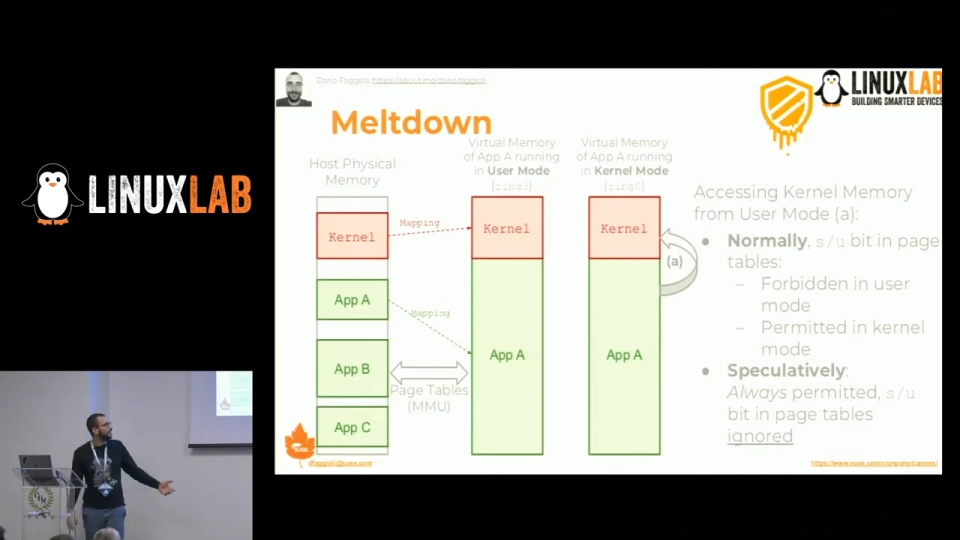 LINUXLAB
Dario Faggioli, https://about.me/dario.faggioli
LINUXLAB
BUILDING SMARTER DEVICES
Meltdown
Host Physical
Memory
Virtual Memory
of App A running
in User Mode
(ring3)
Virtual Memory
of App A running
in Kernel Mode
(ring0)
Kernel
Mapping
Kernel
Kernel
(a)
App A
Mapping
App B
App A
App A
Page Tables
(MMU)
App C
Accessing Kernel Memory
from User Mode (a):
● Normally, s/u bit in page
tables:
– Forbidden in user
mode
– Permitted in kernel
mode
● Speculatively:
Always permitted, s/u
bit in page tables
ignored
dfaggioli@suse.com
https://www.suse.com/company/careers/